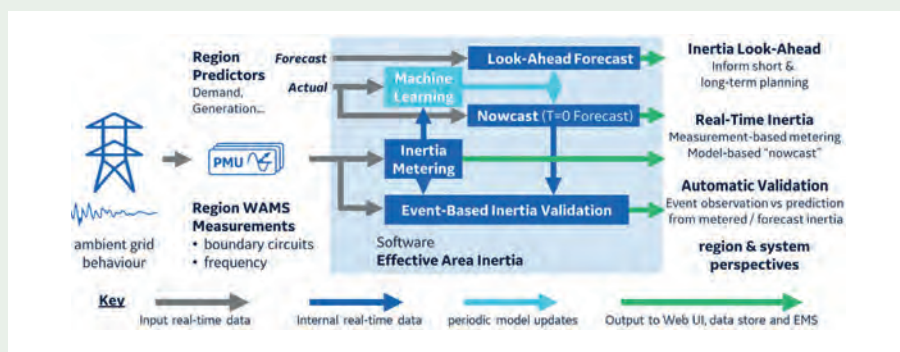 Region
Predictors
Demand,
Generation...
Forecast
Actual
Look-Ahead Forecast
Machine
Learning
Nowcast (T=0 Forecast)
Inertia
Metering
Event-Based Inertia Validation
Software
Effective Area Inertia
PMU
Region WAMS
Measurements
• boundary circuits
• frequency
ambient grid
behaviour
Inertia Look-Ahead
Inform short &
long-term planning
Real-Time Inertia
Measurement-based metering
Model-based “nowcast”
Automatic Validation
Event observation vs prediction
from metered / forecast inertia
region & system
perspectives
Key
Input real-time data
Internal real-time data
periodic model updates
Output to Web UI, data store and EMS